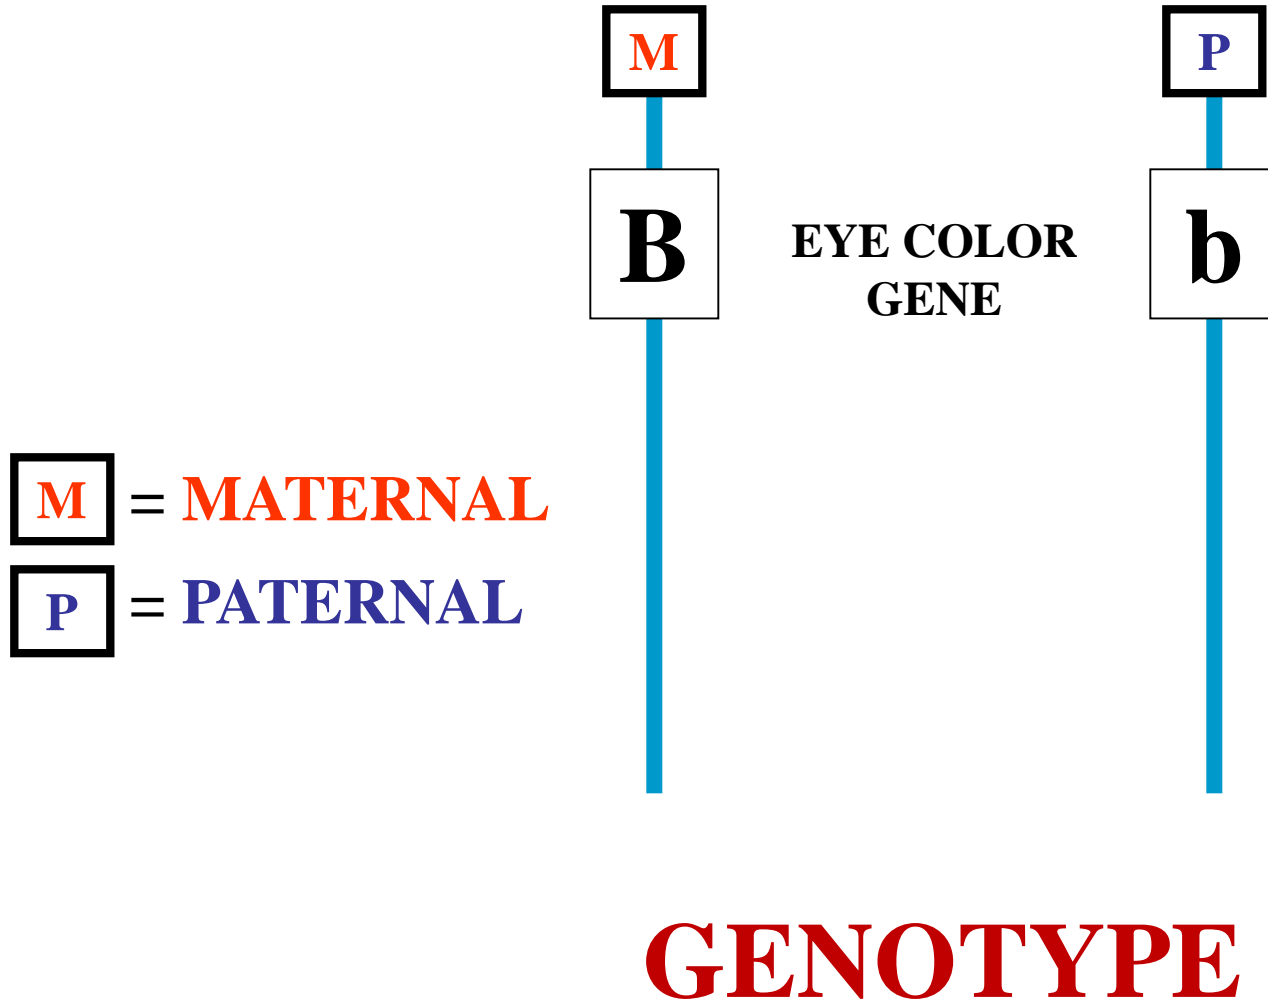 M P
B EYE COLOR GENE b
M = MATERNAL
P = PATERNAL
GENOTYPE